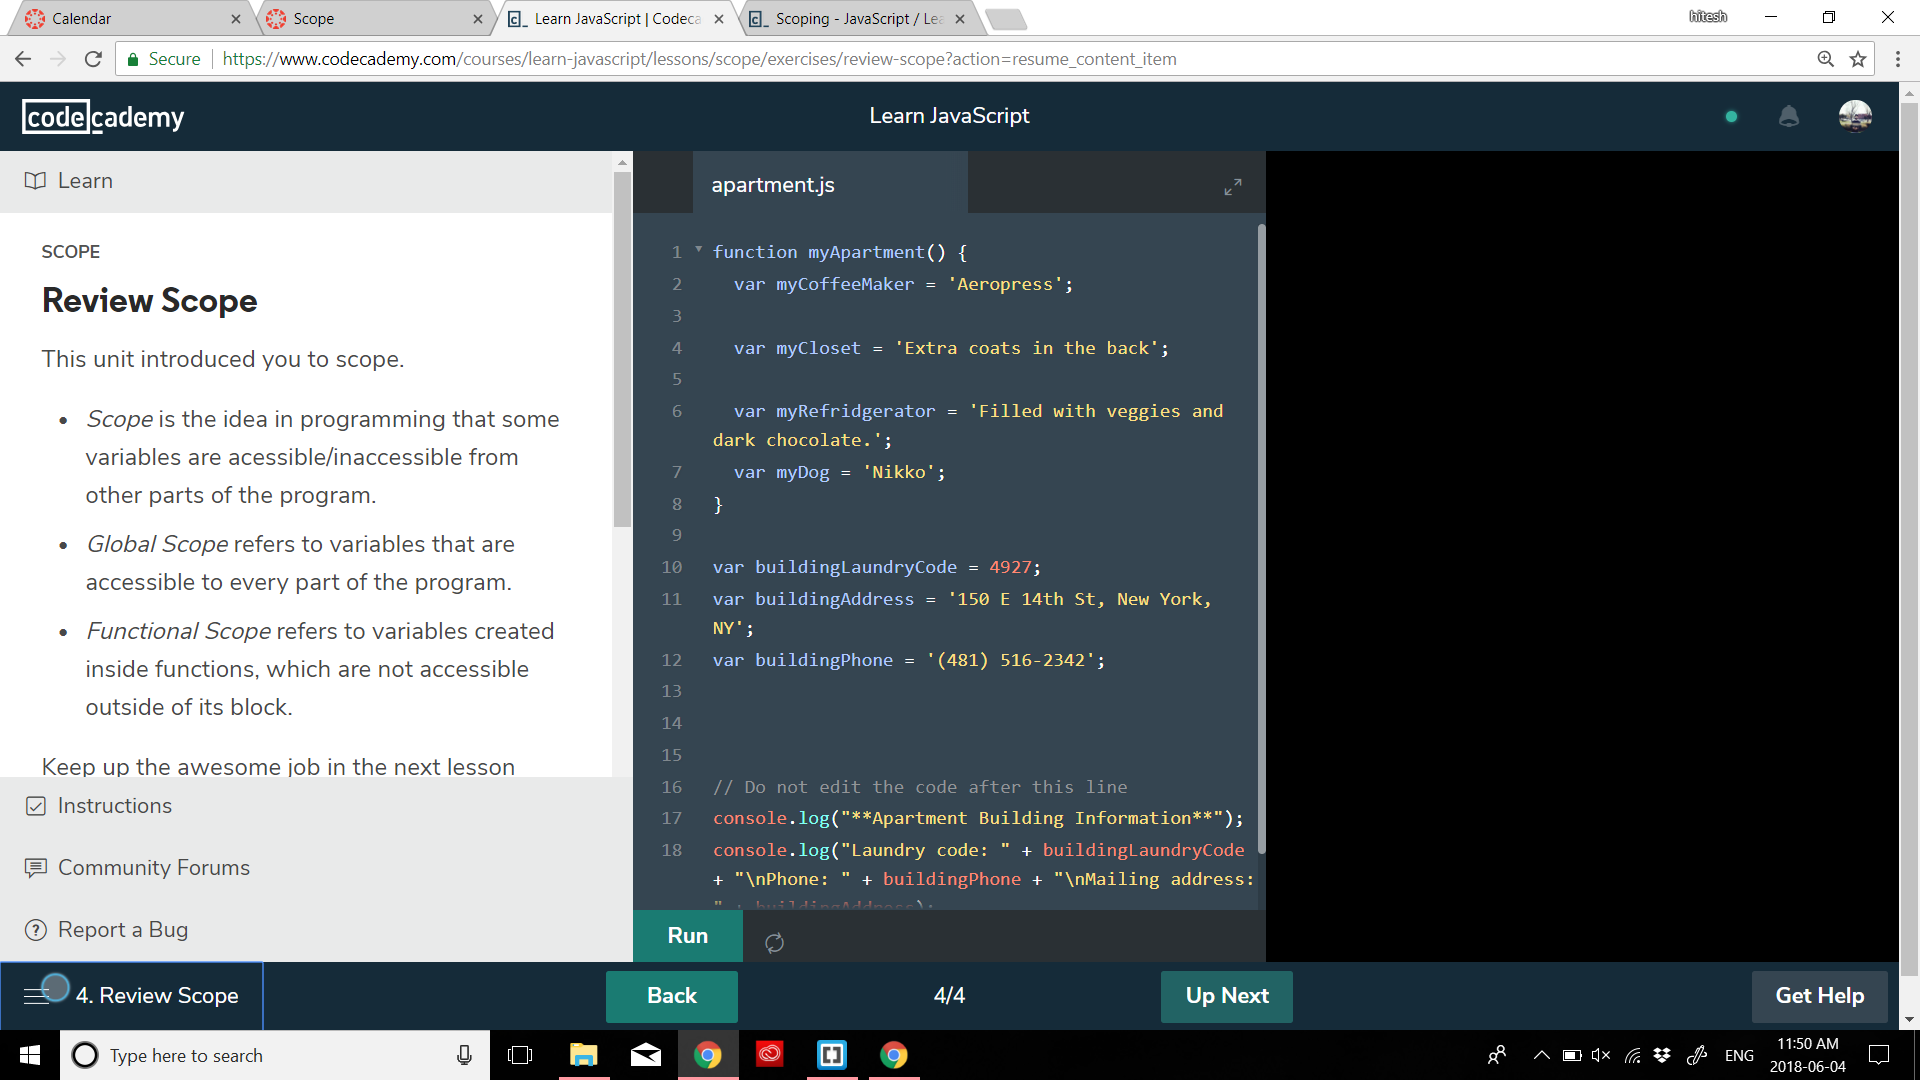 Calendar
Scope
Learn JavaScript | Codeca
Scoping - JavaScript / Lea
hitesh
Secure
https://www.codecademy.com/courses/learn-javascript/lessons/scope/exercises/review-scope?action=resume_content_item
codecademy
Learn JavaScript
Learn
SCOPE
Review Scope
This unit introduced you to scope.
• Scope is the idea in programming that some
variables are acessible/inaccessible from
other parts of the program.
• Global Scope refers to variables that are
accessible to every part of the program.
• Functional Scope refers to variables created
inside functions, which are not accessible
outside of its block.
Keep up the awesome job in the next lesson
Instructions
Community Forums
Report a Bug
apartment.js
1 function myApartment() {
2 var myCoffeeMaker = 'Aeropress';
3
4 var myCloset = 'Extra coats in the back';
5
6 var myRefridgerator = 'Filled with veggies and
dark chocolate.';
7 var myDog = 'Nikko';
8 }
9
10 var buildingLaundryCode = 4927;
11 var buildingAddress = '150 E 14th St, New York,
NY';
12 var buildingPhone = '(481) 516-2342';
13
14
15
16 // Do not edit the code after this line
17 console.log("**Apartment Building Information**");
18 console.log("Laundry code: " + buildingLaundryCode
+ "\nPhone: " + buildingPhone + "\nMailing address:
" + buildingAddress);
Run
4. Review Scope
Back
4/4
Up Next
Get Help
Type here to search
ENG
11:50 AM
2018-06-04